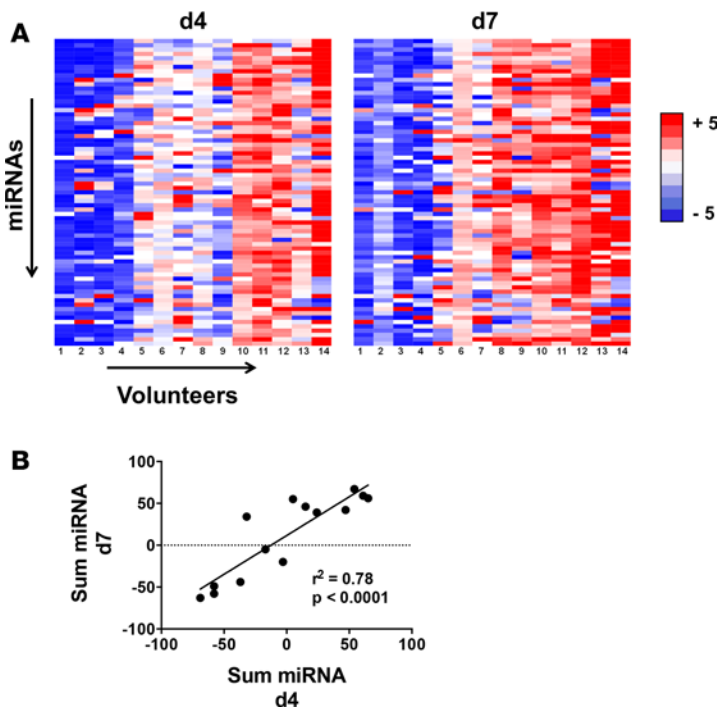 A
d4
d7
miRNAs
+ 5
- 5
1 2 3 4 5 6 7 8 9 10 11 12 13 14
1 2 3 4 5 6 7 8 9 10 11 12 13 14
Volunteers
B
Sum miRNA
d7
100
50
0
-50
-100
r² = 0.78
p < 0.0001
-100 -50 0 50 100
Sum miRNA
d4